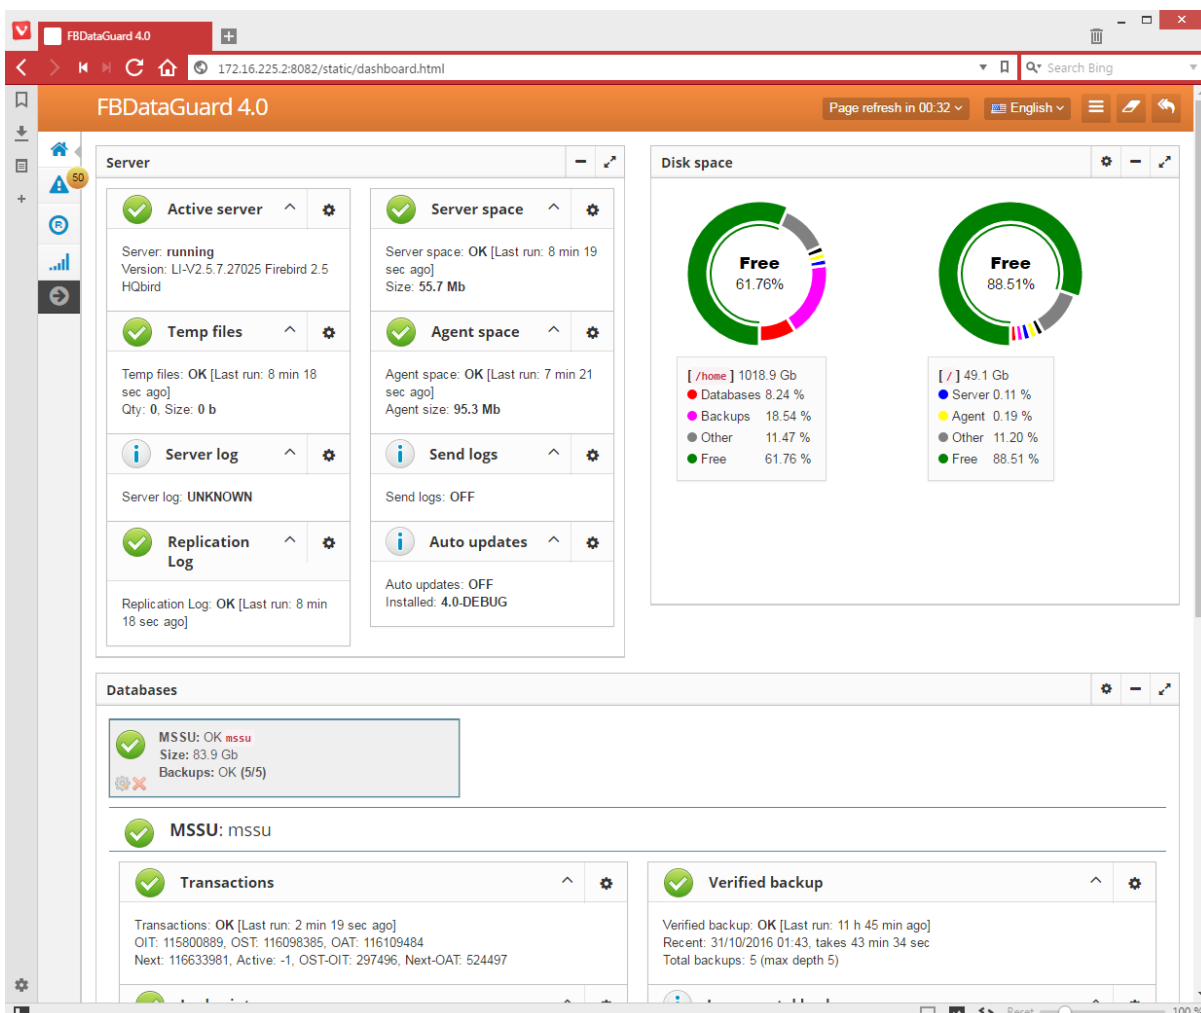 FBDataGuard 4.0
172.16.225.2:8082/static/dashboard.html
Search Bing
FBDataGuard 4.0
Page refresh in 00:32
English
50
Server
Active server
Server: running
Version: LI-V2.5.7.27025 Firebird 2.5
HQbird
Temp files
Temp files: OK [Last run: 8 min 18
sec ago]
Qty: 0, Size: 0 b
Server log
Server log: UNKNOWN
Replication
Log
Replication Log: OK [Last run: 8 min
18 sec ago]
Server space
Server space: OK [Last run: 8 min 19
sec ago]
Size: 55.7 Mb
Agent space
Agent space: OK [Last run: 7 min 21
sec ago]
Agent size: 95.3 Mb
Send logs
Send logs: OFF
Auto updates
Auto updates: OFF
Installed: 4.0-DEBUG
Disk space
Free
61.76%
[ /home ] 1018.9 Gb
Databases 8.24 %
Backups 18.54 %
Other 11.47 %
Free 61.76 %
Free
88.51%
[ / ] 49.1 Gb
Server 0.11 %
Agent 0.19 %
Other 11.20 %
Free 88.51 %
Databases
MSSU: OK mssu
Size: 83.9 Gb
Backups: OK (5/5)
MSSU: mssu
Transactions
Transactions: OK [Last run: 2 min 19 sec ago]
OIT: 115800889, OST: 116098385, OAT: 116109484
Next: 116633981, Active: -1, OST-OIT: 297496, Next-OAT: 524497
Verified backup
Verified backup: OK [Last run: 11 h 45 min ago]
Recent: 31/10/2016 01:43, takes 43 min 34 sec
Total backups: 5 (max depth 5)
Reset
100 %